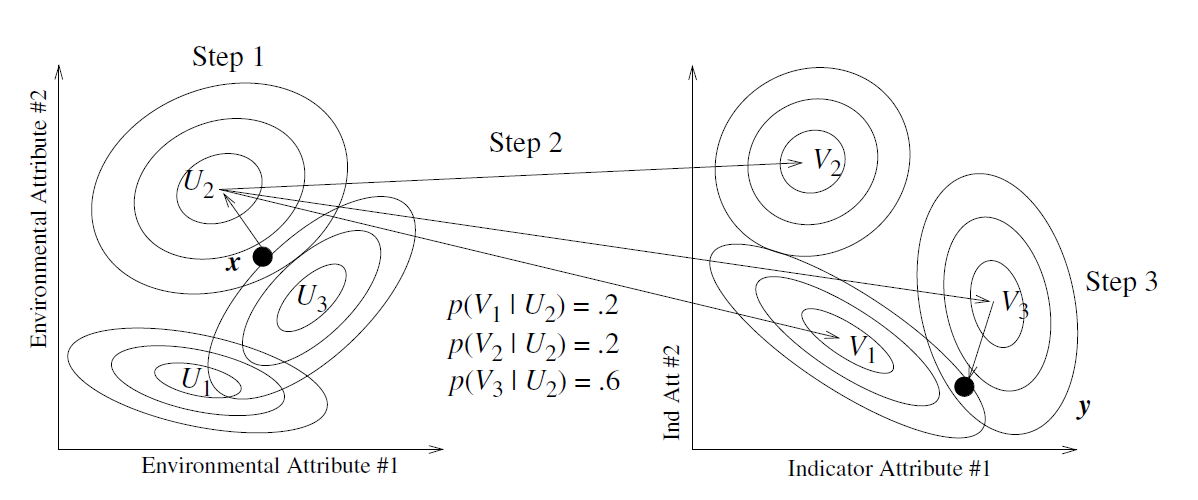 Step 1
Environmental Attribute #2
U2
x
U3
U1
Environmental Attribute #1
Step 2
p(V1 | U2) = .2
p(V2 | U2) = .2
p(V3 | U2) = .6
V2
Step 3
V3
V1
Ind Att #2
y
Indicator Attribute #1